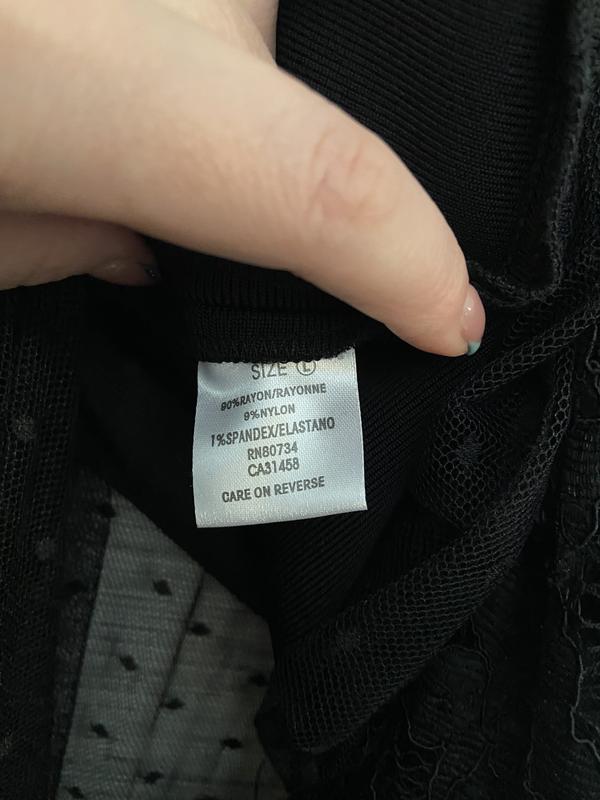 SIZE L
90%RAYON/RAYONNE
9%NYLON
1%SPANDEX/ELASTANO
RN80734
CA31458
CARE ON REVERSE